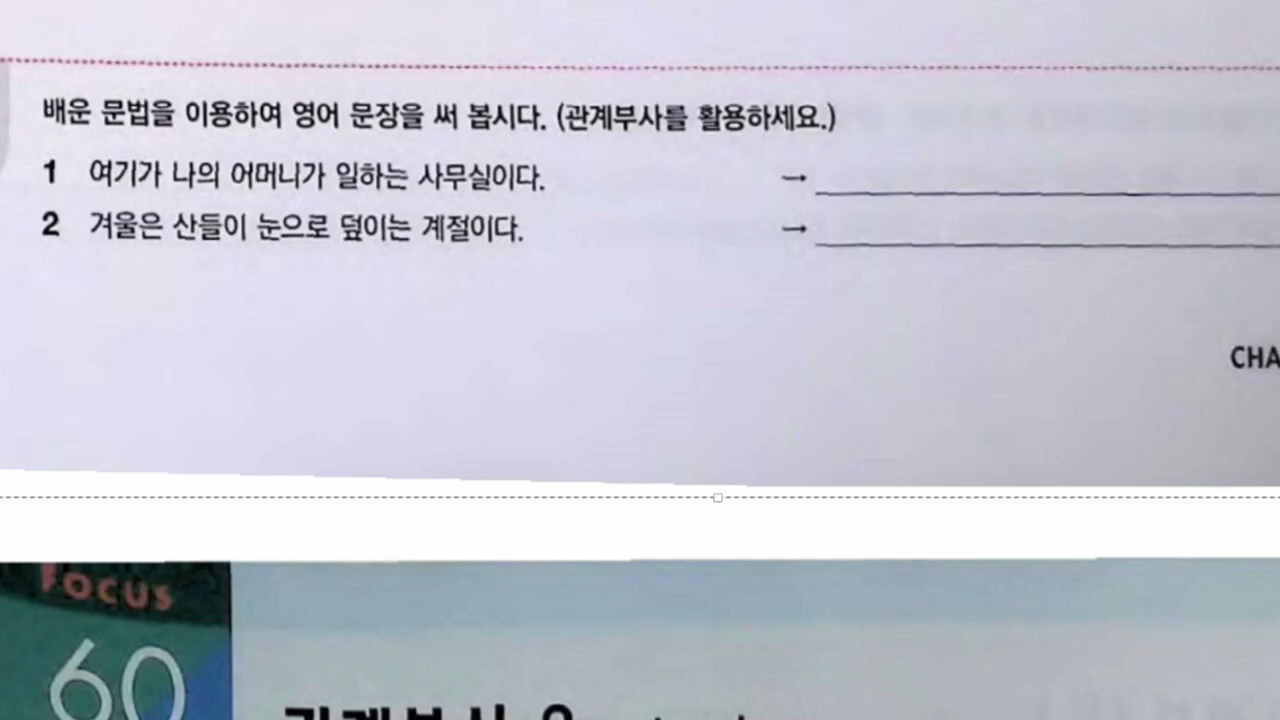 배운 문법을 이용하여 영어 문장을 써 봅시다. (관계부사를 활용하세요.)
1 여기가 나의 어머니가 일하는 사무실이다. →
2 겨울은 산들이 눈으로 덮이는 계절이다. →
CHA
FOCUS
60